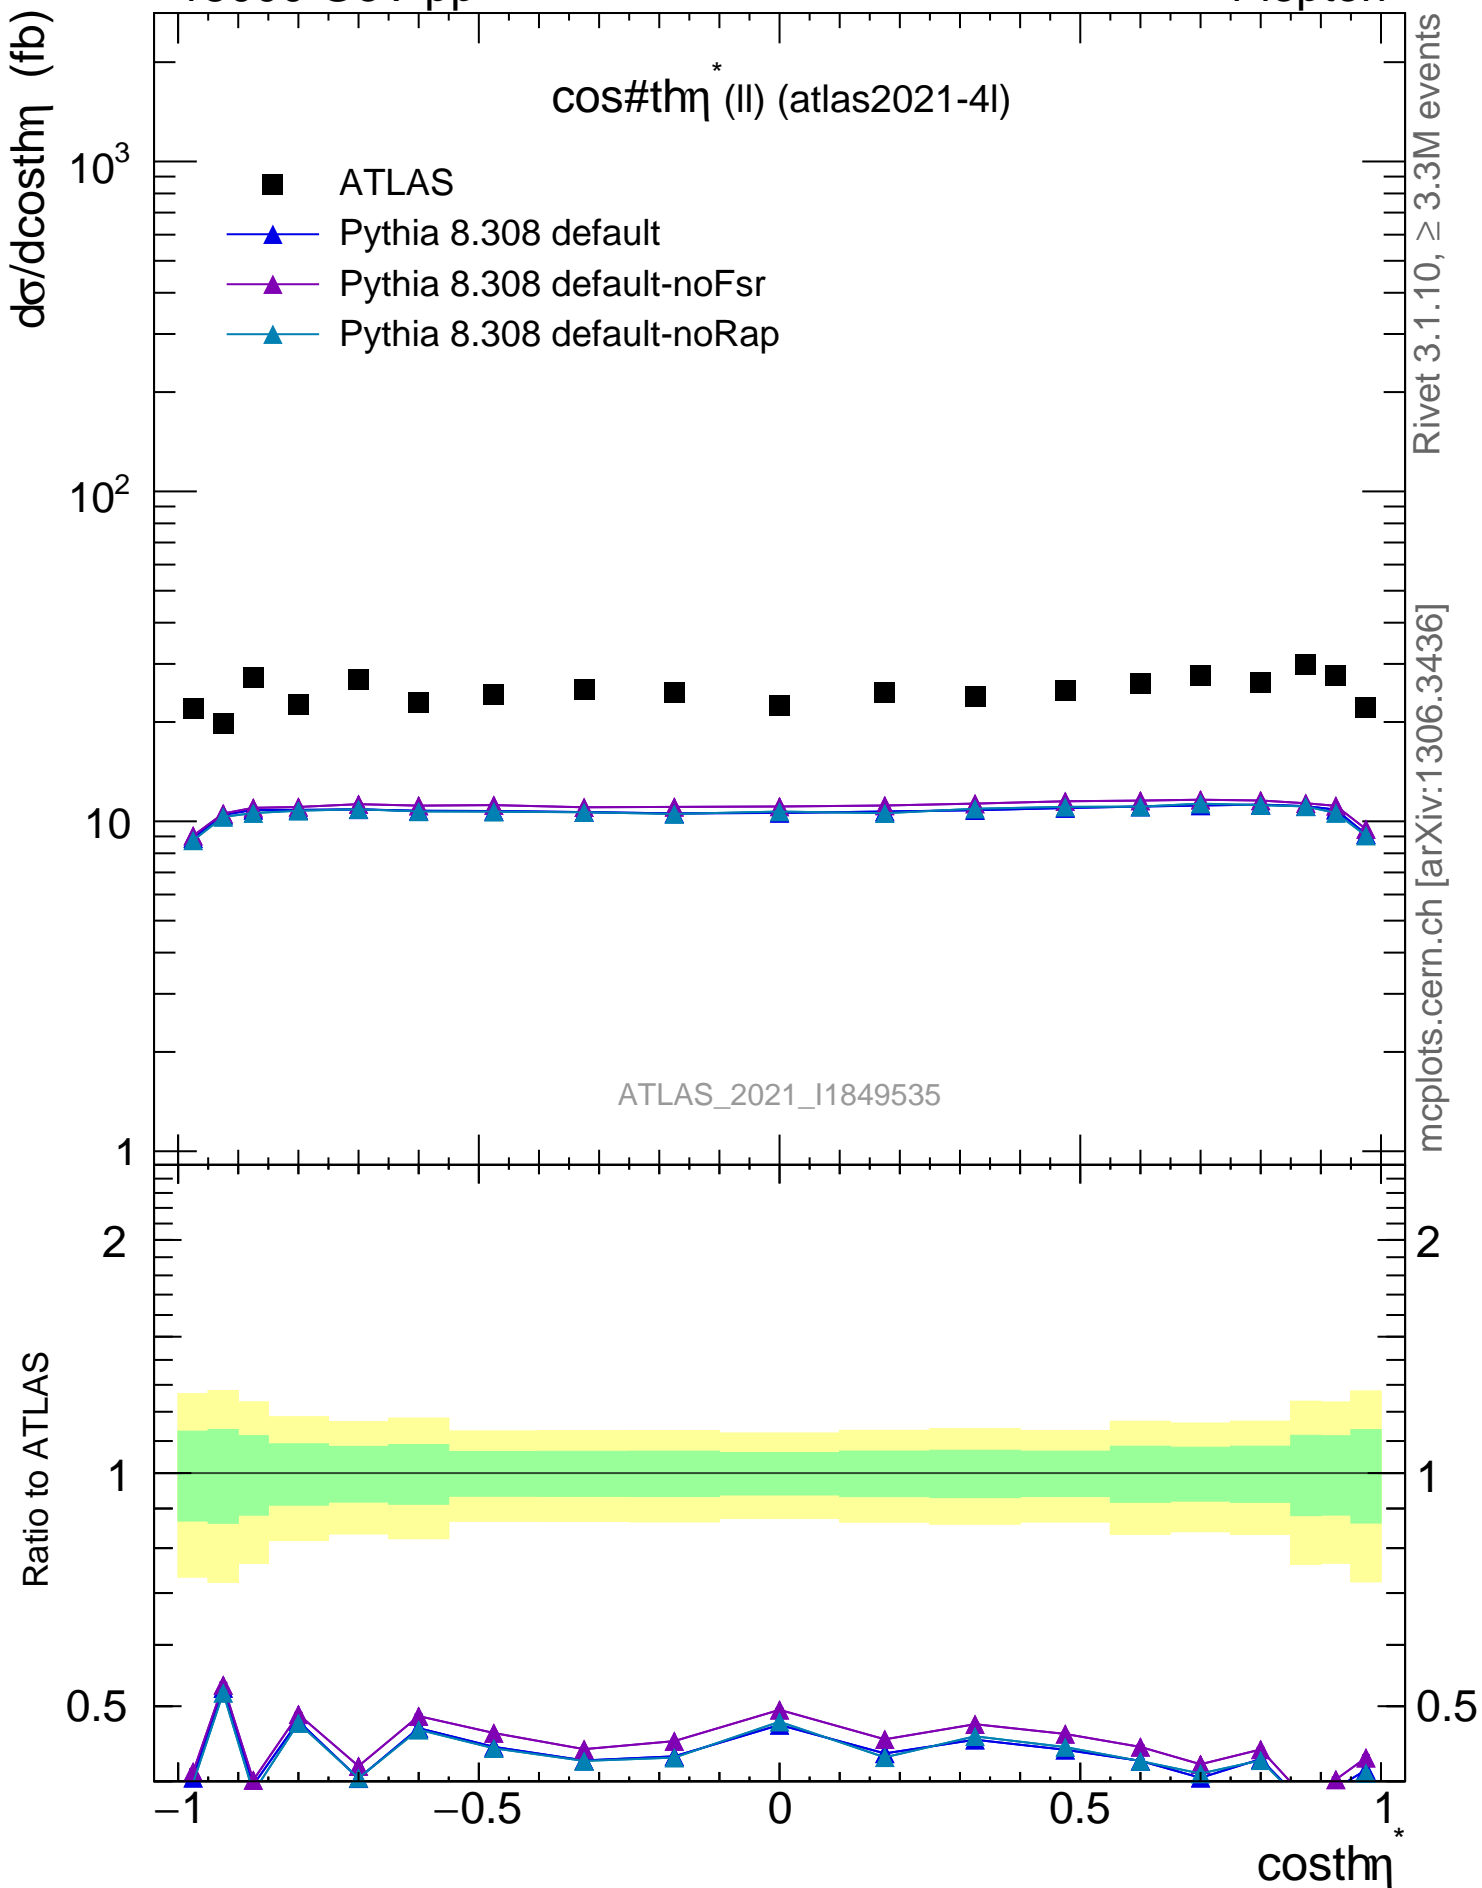 dσ/dcosthη (fb)
cos#thη* (ll) (atlas2021-4l)
ATLAS
Pythia 8.308 default
Pythia 8.308 default-noFsr
Pythia 8.308 default-noRap
10³
10²
10
1
ATLAS_2021_I1849535
Rivet 3.1.10, ≥ 3.3M events
mcplots.cern.ch [arXiv:1306.3436]
Ratio to ATLAS
2
1
0.5
2
1
0.5
−1
−0.5
0
0.5
1
costhη*